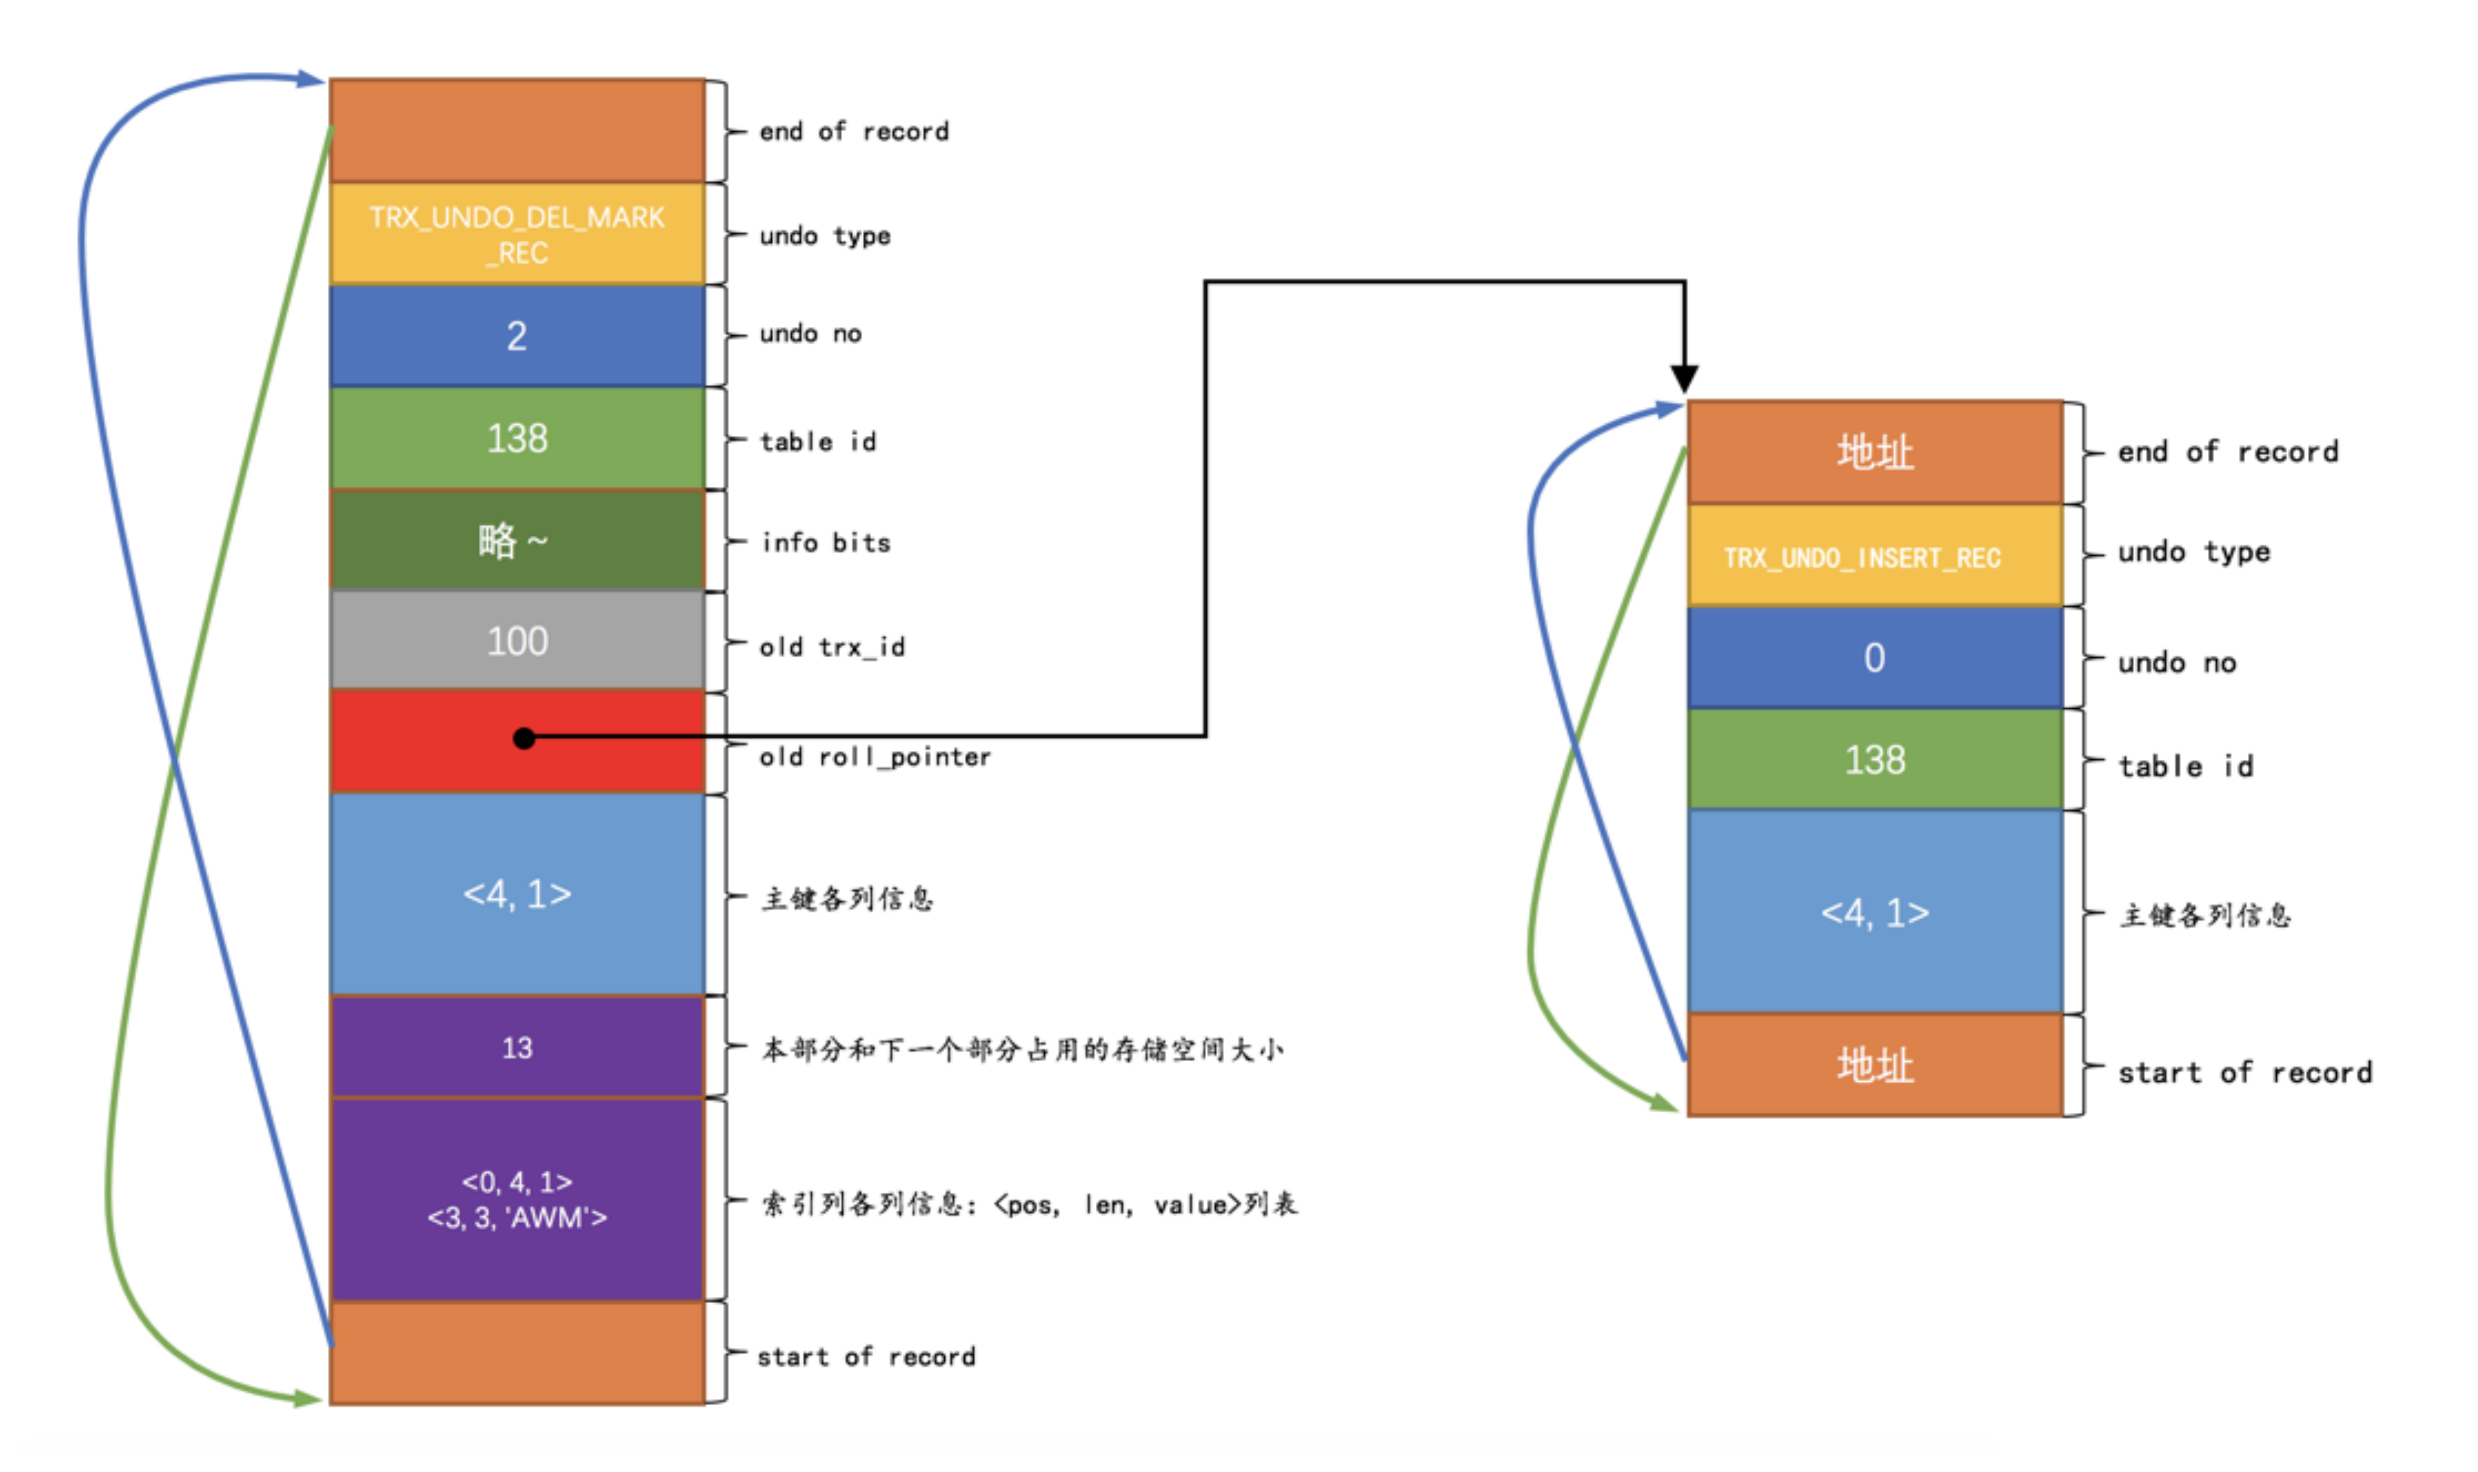 end of record
TRX_UNDO_DEL_MARK
_REC
undo type
2
undo no
138
table id
略 ~
info bits
100
old trx_id
old roll_pointer
<4, 1>
主键各列信息
13
本部分和下一个部分占用的存储空间大小
<0, 4, 1>
<3, 3, 'AWM'>
索引列各列信息: <pos, len, value>列表
start of record
地址
end of record
TRX_UNDO_INSERT_REC
undo type
0
undo no
138
table id
<4, 1>
主键各列信息
地址
start of record